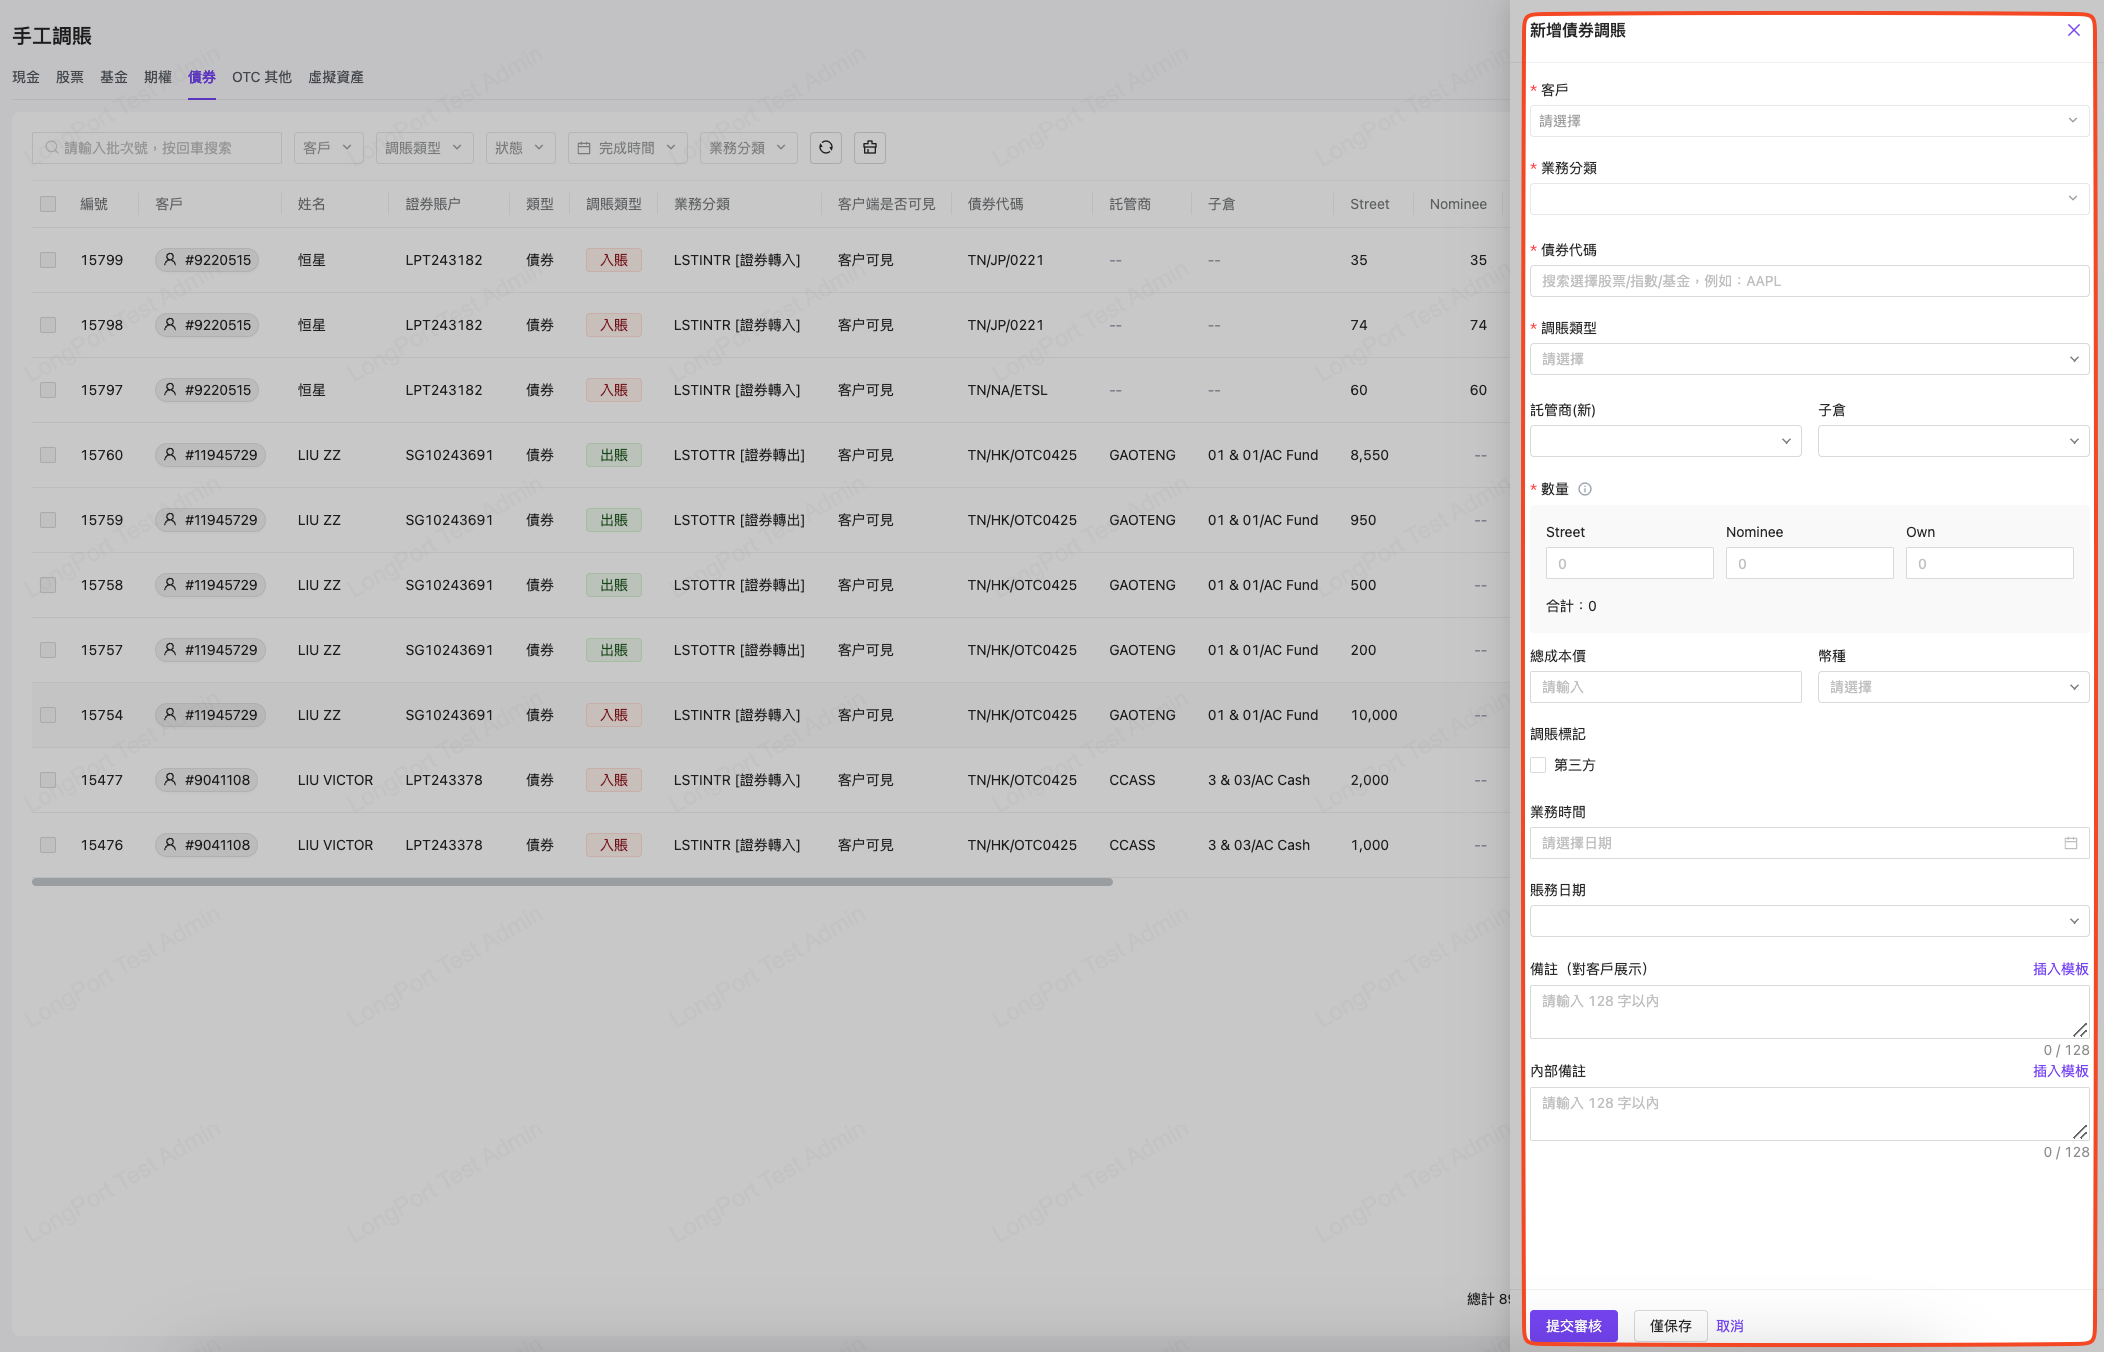 手工調賬
現金 股票 基金 期權 債券 OTC 其他 虛擬資產
請輸入批次號，按回車搜索 客戶 調賬類型 狀態 完成時間 業務分類
編號 客戶 姓名 證券賬户 類型 調賬類型 業務分類 客户端是否可見 債券代碼 託管商 子倉 Street Nominee
15799 #9220515 恒星 LPT243182 債券 入賬 LSTINTR [證券轉入] 客户可見 TN/JP/0221 -- -- 35 35
15798 #9220515 恒星 LPT243182 債券 入賬 LSTINTR [證券轉入] 客户可見 TN/JP/0221 -- -- 74 74
15797 #9220515 恒星 LPT243182 債券 入賬 LSTINTR [證券轉入] 客户可見 TN/NA/ETSL -- -- 60 60
15760 #11945729 LIU ZZ SG10243691 債券 出賬 LSTOTTR [證券轉出] 客户可見 TN/HK/OTC0425 GAOTENG 01 & 01/AC Fund 8,550 --
15759 #11945729 LIU ZZ SG10243691 債券 出賬 LSTOTTR [證券轉出] 客户可見 TN/HK/OTC0425 GAOTENG 01 & 01/AC Fund 950 --
15758 #11945729 LIU ZZ SG10243691 債券 出賬 LSTOTTR [證券轉出] 客户可見 TN/HK/OTC0425 GAOTENG 01 & 01/AC Fund 500 --
15757 #11945729 LIU ZZ SG10243691 債券 出賬 LSTOTTR [證券轉出] 客户可見 TN/HK/OTC0425 GAOTENG 01 & 01/AC Fund 200 --
15754 #11945729 LIU ZZ SG10243691 債券 入賬 LSTINTR [證券轉入] 客户可見 TN/HK/OTC0425 GAOTENG 01 & 01/AC Fund 10,000 --
15477 #9041108 LIU VICTOR LPT243378 債券 入賬 LSTINTR [證券轉入] 客户可見 TN/HK/OTC0425 CCASS 3 & 03/AC Cash 2,000 --
15476 #9041108 LIU VICTOR LPT243378 債券 入賬 LSTINTR [證券轉入] 客户可見 TN/HK/OTC0425 CCASS 3 & 03/AC Cash 1,000 --
總計 89
LongPort Test Admin
新增債券調賬
* 客戶
請選擇
* 業務分類
* 債券代碼
搜索選擇股票/指數/基金，例如：AAPL
* 調賬類型
請選擇
託管商(新) 子倉
* 數量
Street Nominee Own
0 0 0
合計：0
總成本價 幣種
請輸入 請選擇
調賬標記
第三方
業務時間
請選擇日期
賬務日期
備註（對客戶展示） 插入模板
請輸入 128 字以內
0 / 128
內部備註 插入模板
請輸入 128 字以內
0 / 128
提交審核 僅保存 取消